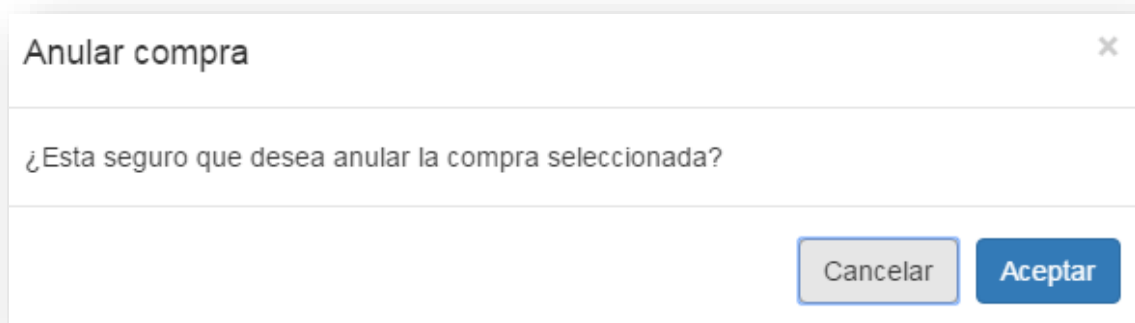 Anular compra
×
¿Esta seguro que desea anular la compra seleccionada?
Cancelar
Aceptar